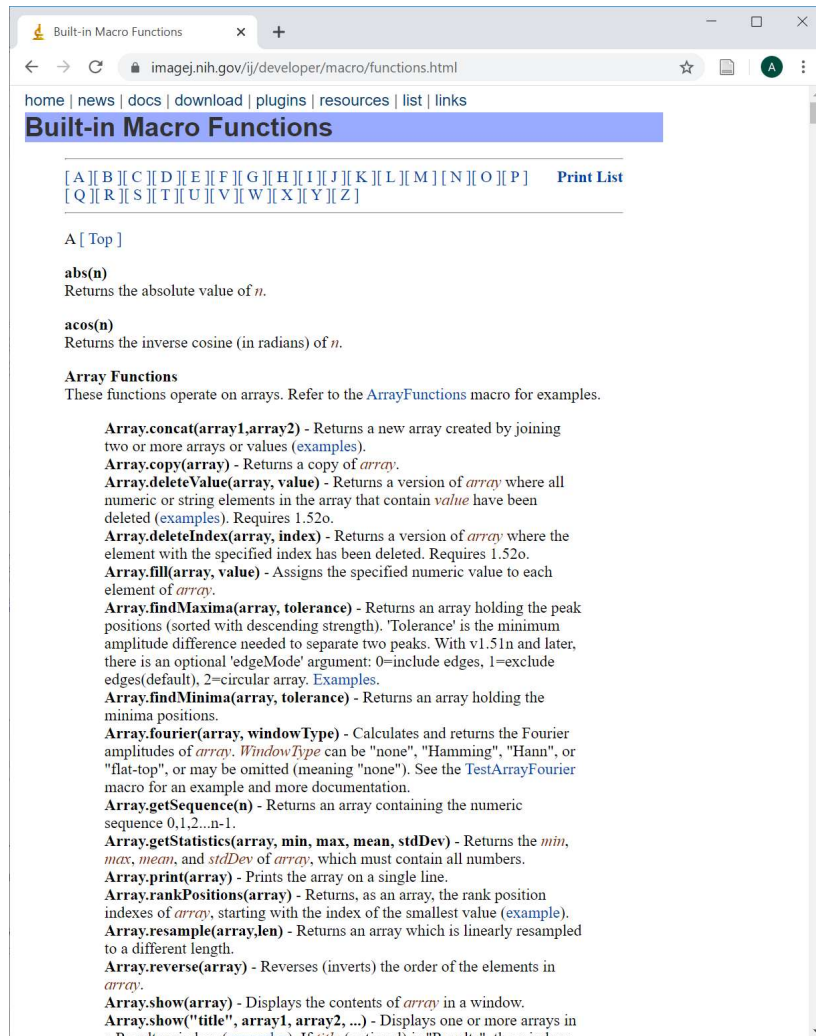 Built-in Macro Functions
imagej.nih.gov/ij/developer/macro/functions.html
A
home | news | docs | download | plugins | resources | list | links
Built-in Macro Functions
[ A ][ B ][ C ][ D ][ E ][ F ][ G ][ H ][ I ][ J ][ K ][ L ][ M ] [ N ][ O ][ P ] Print List
[ Q ][ R ][ S ][ T ][ U ][ V ][ W ][ X ][ Y ][ Z ]
A [ Top ]
abs(n)
Returns the absolute value of n.
acos(n)
Returns the inverse cosine (in radians) of n.
Array Functions
These functions operate on arrays. Refer to the ArrayFunctions macro for examples.
Array.concat(array1,array2) - Returns a new array created by joining
two or more arrays or values (examples).
Array.copy(array) - Returns a copy of array.
Array.deleteValue(array, value) - Returns a version of array where all
numeric or string elements in the array that contain value have been
deleted (examples). Requires 1.52o.
Array.deleteIndex(array, index) - Returns a version of array where the
element with the specified index has been deleted. Requires 1.52o.
Array.fill(array, value) - Assigns the specified numeric value to each
element of array.
Array.findMaxima(array, tolerance) - Returns an array holding the peak
positions (sorted with descending strength). 'Tolerance' is the minimum
amplitude difference needed to separate two peaks. With v1.51n and later,
there is an optional 'edgeMode' argument: 0=include edges, 1=exclude
edges(default), 2=circular array. Examples.
Array.findMinima(array, tolerance) - Returns an array holding the
minima positions.
Array.fourier(array, windowType) - Calculates and returns the Fourier
amplitudes of array. WindowType can be "none", "Hamming", "Hann", or
"flat-top", or may be omitted (meaning "none"). See the TestArrayFourier
macro for an example and more documentation.
Array.getSequence(n) - Returns an array containing the numeric
sequence 0,1,2...n-1.
Array.getStatistics(array, min, max, mean, stdDev) - Returns the min,
max, mean, and stdDev of array, which must contain all numbers.
Array.print(array) - Prints the array on a single line.
Array.rankPositions(array) - Returns, as an array, the rank position
indexes of array, starting with the index of the smallest value (example).
Array.resample(array,len) - Returns an array which is linearly resampled
to a different length.
Array.reverse(array) - Reverses (inverts) the order of the elements in
array.
Array.show(array) - Displays the contents of array in a window.
Array.show("title", array1, array2, ...) - Displays one or more arrays in